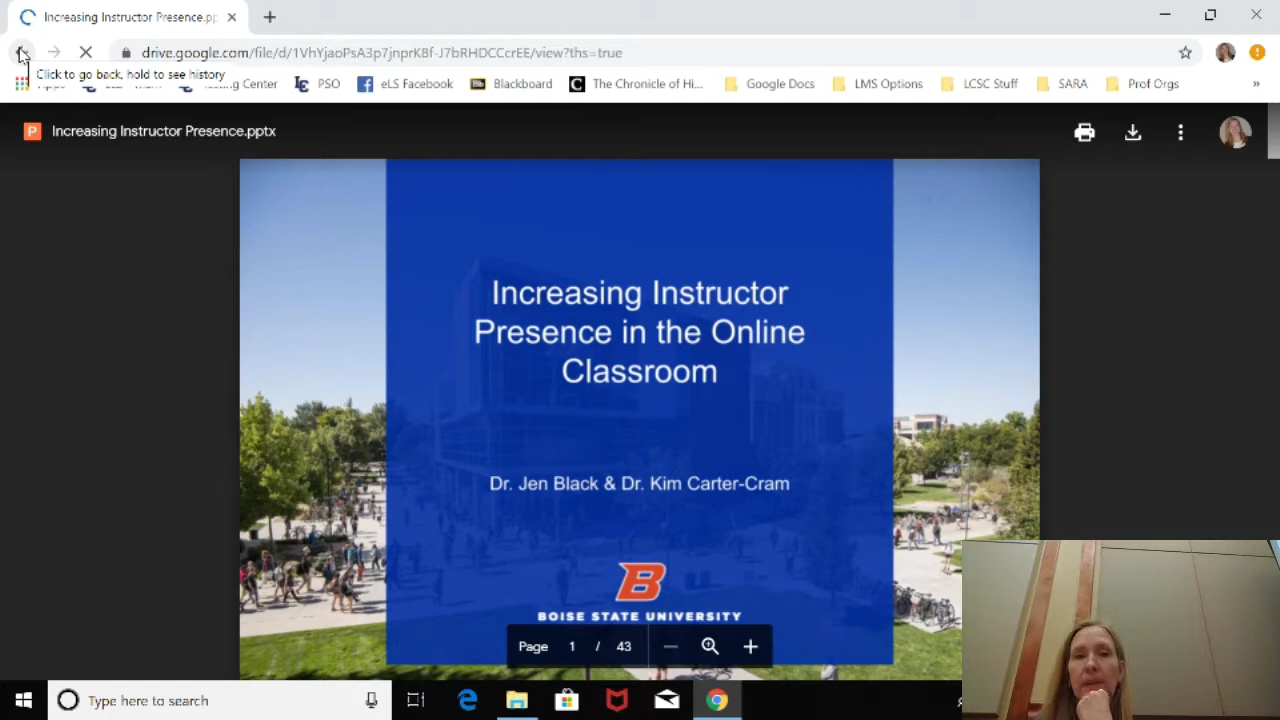 Increasing Instructor Presence.pp
drive.google.com/file/d/1VhYjaoPsA3p7jnprK8f-J7bRHDCCcrEE/view?ths=true
Click to go back, hold to see history
Center
PSO
eLS Facebook
Blackboard
The Chronicle of Hi...
Google Docs
LMS Options
LCSC Stuff
SARA
Prof Orgs
»
Increasing Instructor Presence.pptx
Increasing Instructor
Presence in the Online
Classroom
Dr. Jen Black & Dr. Kim Carter-Cram
B
BOISE STATE UNIVERSITY
Page 1 / 43
Type here to search